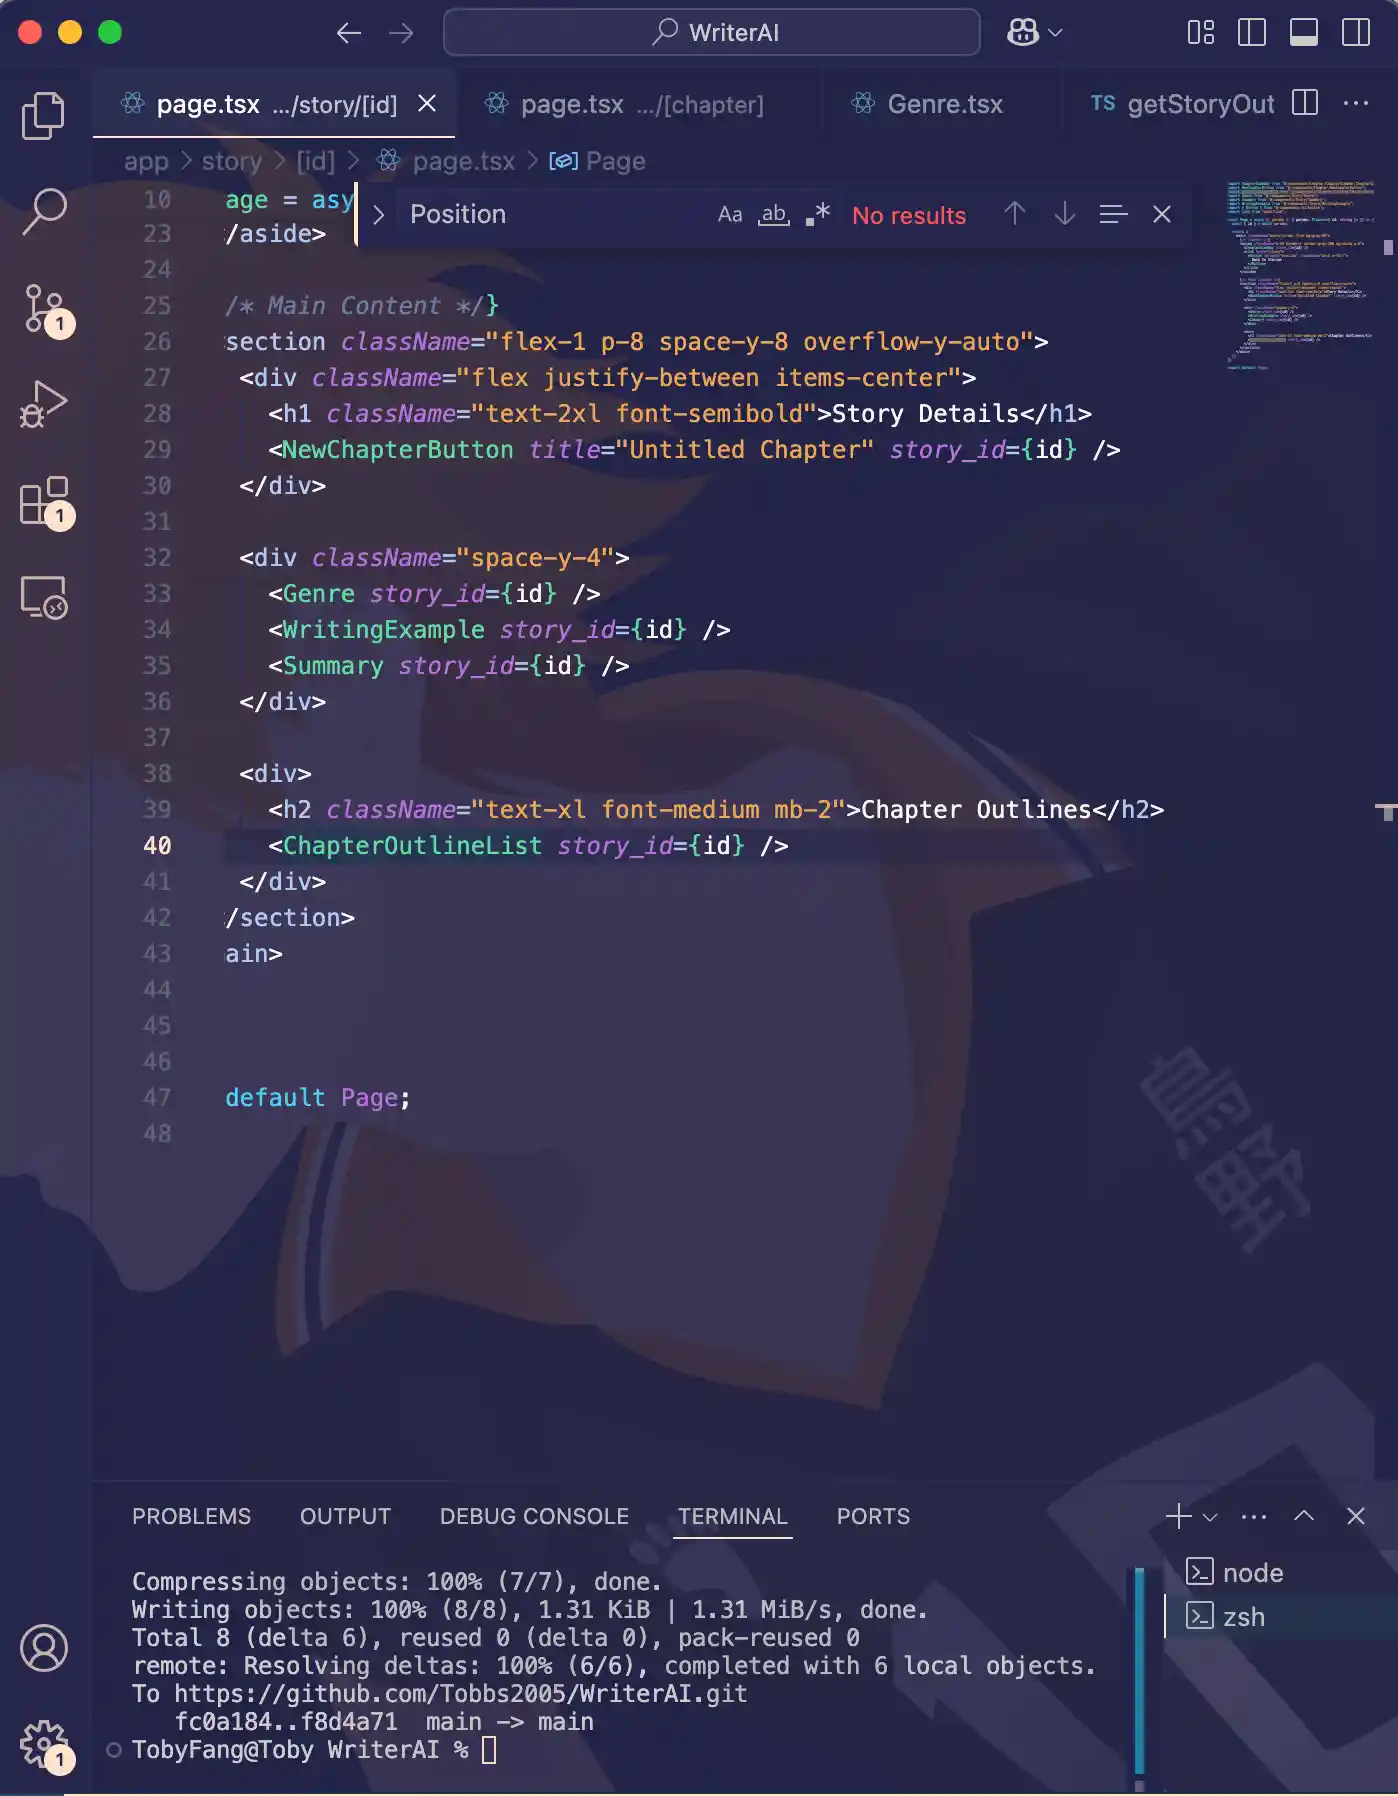 WriterAI
page.tsx .../story/[id]
page.tsx .../[chapter]
Genre.tsx
TS getStoryOut
app > story > [id] > page.tsx > Page
Position Aa ab .* No results
10 age = asy
23 /aside>
24
25 /* Main Content */}
26 section className="flex-1 p-8 space-y-8 overflow-y-auto">
27 <div className="flex justify-between items-center">
28 <h1 className="text-2xl font-semibold">Story Details</h1>
29 <NewChapterButton title="Untitled Chapter" story_id={id} />
30 </div>
31
32 <div className="space-y-4">
33 <Genre story_id={id} />
34 <WritingExample story_id={id} />
35 <Summary story_id={id} />
36 </div>
37
38 <div>
39 <h2 className="text-xl font-medium mb-2">Chapter Outlines</h2>
40 <ChapterOutlineList story_id={id} />
41 </div>
42 /section>
43 ain>
44
45
46
47 default Page;
48
烏野
1
1
1
PROBLEMS OUTPUT DEBUG CONSOLE TERMINAL PORTS
Compressing objects: 100% (7/7), done.
Writing objects: 100% (8/8), 1.31 KiB | 1.31 MiB/s, done.
Total 8 (delta 6), reused 0 (delta 0), pack-reused 0
remote: Resolving deltas: 100% (6/6), completed with 6 local objects.
To https://github.com/Tobbs2005/WriterAI.git
fc0a184..f8d4a71 main -> main
TobyFang@Toby WriterAI %
node
zsh